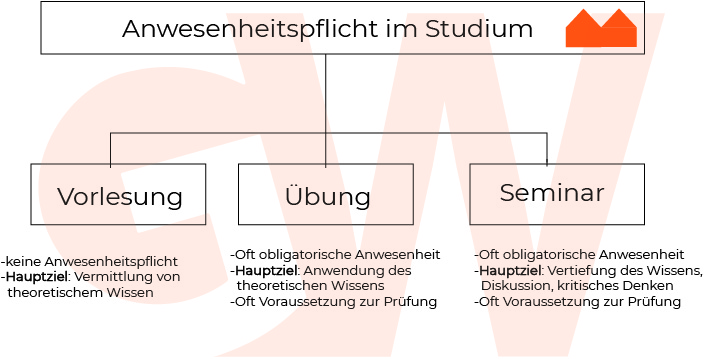 Anwesenheitspflicht im Studium
Vorlesung
-keine Anwesenheitspflicht
-Hauptziel: Vermittlung von
theoretischem Wissen
Übung
-Oft obligatorische Anwesenheit
-Hauptziel: Anwendung des
theoretischen Wissens
-Oft Voraussetzung zur Prüfung
Seminar
-Oft obligatorische Anwesenheit
-Hauptziel: Vertiefung des Wissens,
Diskussion, kritisches Denken
-Oft Voraussetzung zur Prüfung